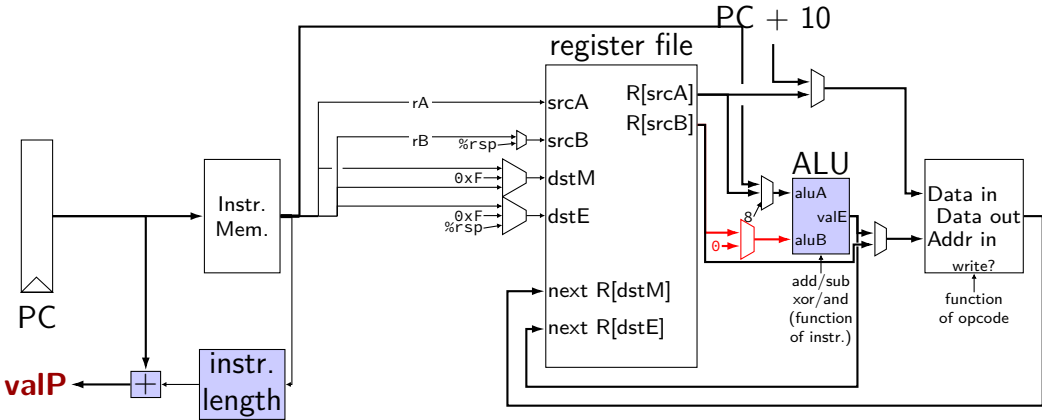 PC + 10
register file
rA
srcA
R[srcA]
R[srcB]
rB
%rsp
srcB
ALU
0xF
dstM
8
aluA
Instr.
Mem.
0xF
%rsp
dstE
valE
0
aluB
Data in
Data out
Addr in
write?
PC
next R[dstM]
next R[dstE]
add/sub
xor/and
(function
of instr.)
function
of opcode
valP
+
instr.
length